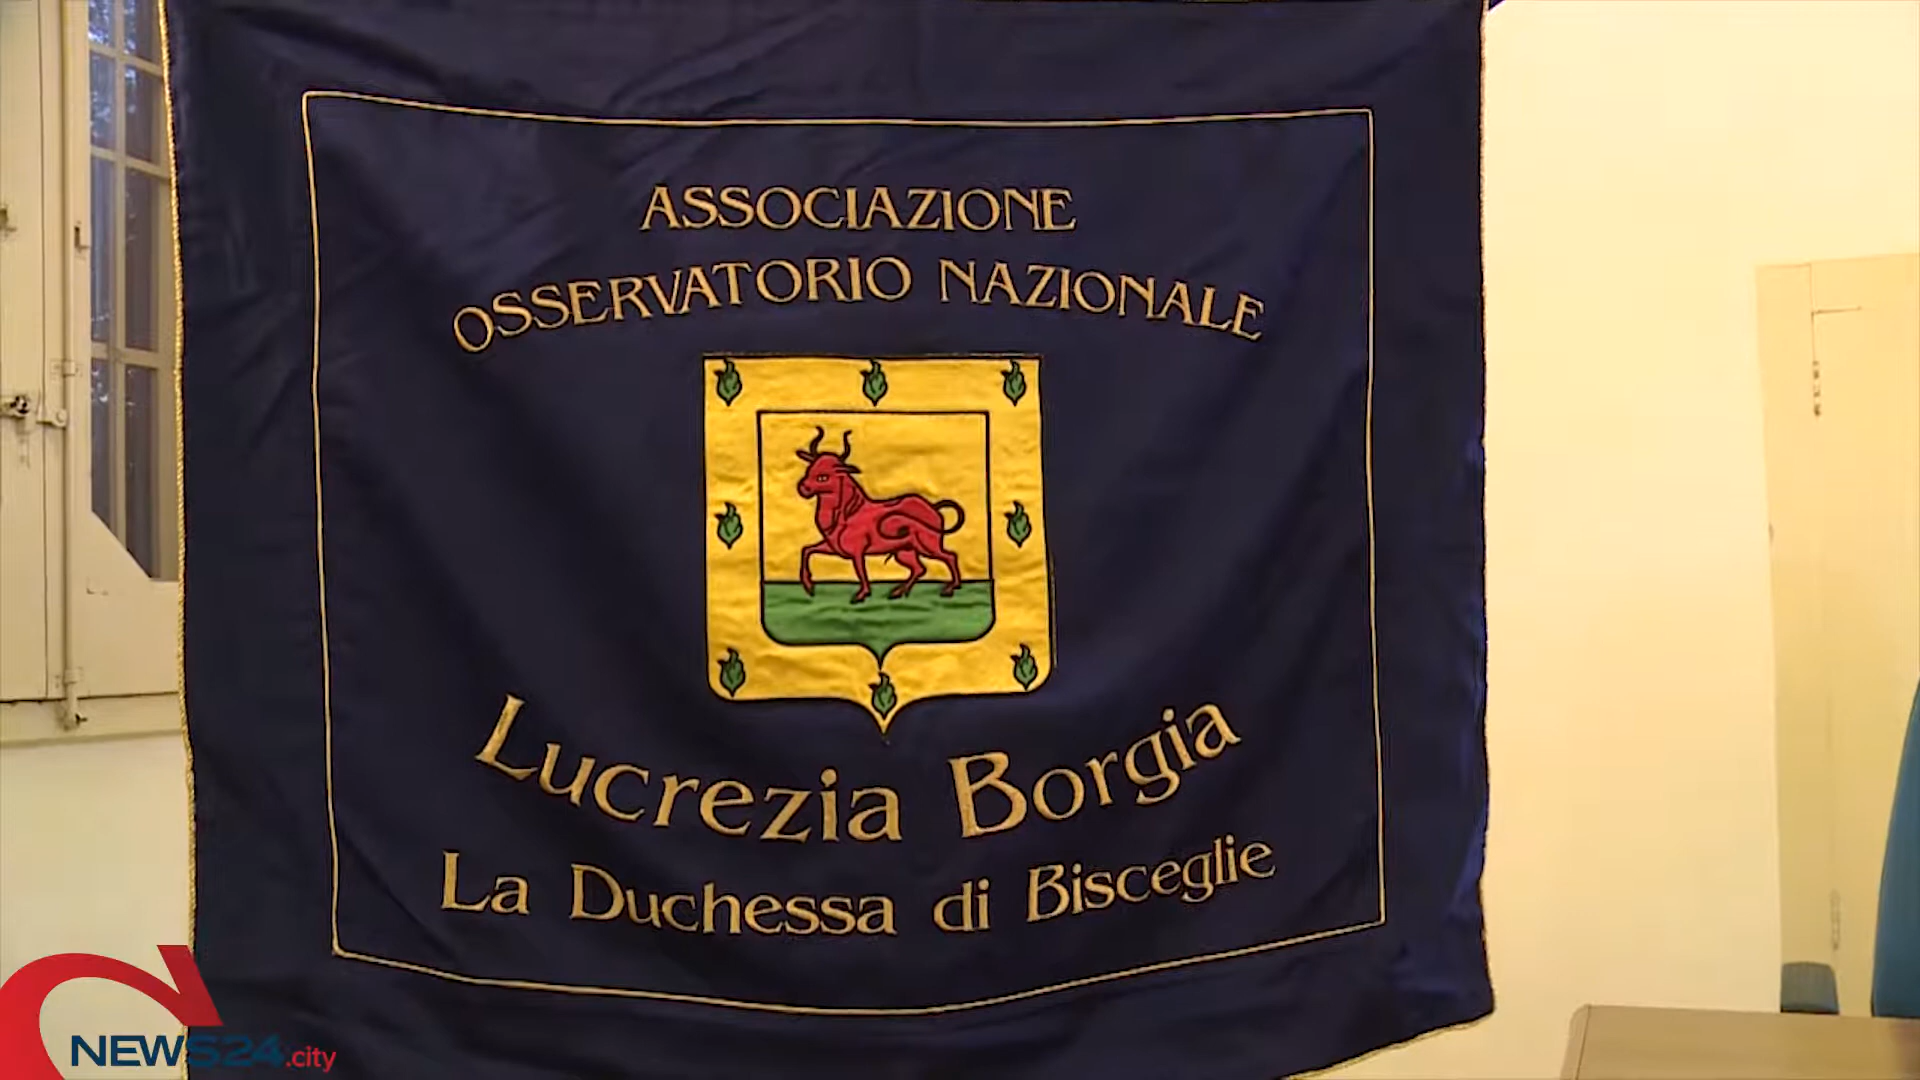 ASSOCIAZIONE
OSSERVATORIO NAZIONALE
Lucrezia Borgia
La Duchessa di Bisceglie
NEWS24.city